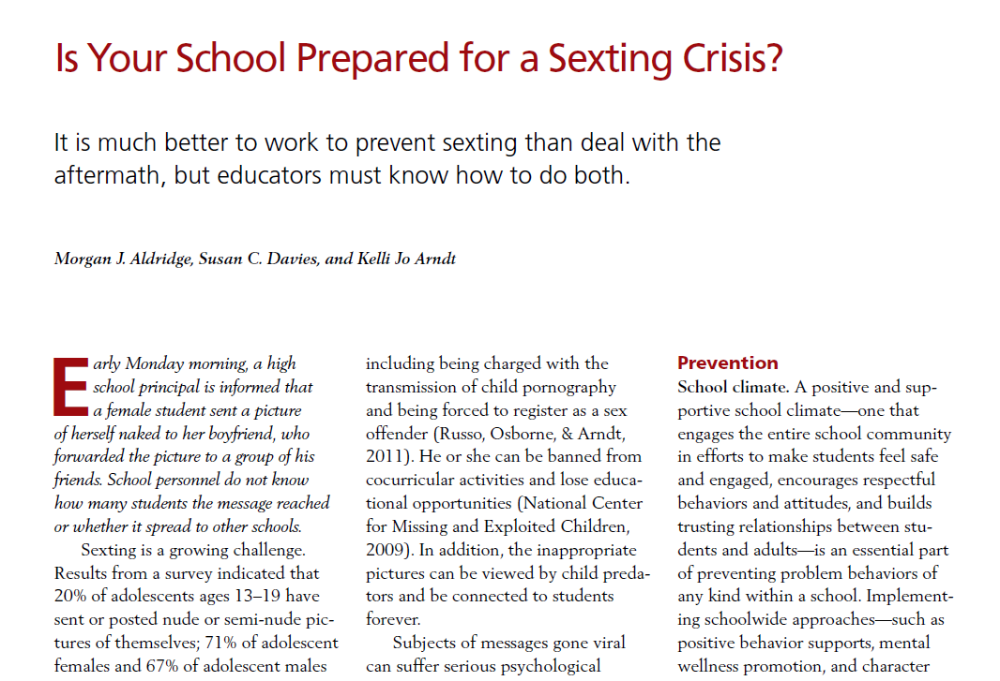 Is Your School Prepared for a Sexting Crisis?
It is much better to work to prevent sexting than deal with the
aftermath, but educators must know how to do both.
Morgan J. Aldridge, Susan C. Davies, and Kelli Jo Arndt
Early Monday morning, a high
school principal is informed that
a female student sent a picture
of herself naked to her boyfriend, who
forwarded the picture to a group of his
friends. School personnel do not know
how many students the message reached
or whether it spread to other schools.
Sexting is a growing challenge.
Results from a survey indicated that
20% of adolescents ages 13–19 have
sent or posted nude or semi-nude pic-
tures of themselves; 71% of adolescent
females and 67% of adolescent males
including being charged with the
transmission of child pornography
and being forced to register as a sex
offender (Russo, Osborne, & Arndt,
2011). He or she can be banned from
cocurricular activities and lose educa-
tional opportunities (National Center
for Missing and Exploited Children,
2009). In addition, the inappropriate
pictures can be viewed by child preda-
tors and be connected to students
forever.
Subjects of messages gone viral
can suffer serious psychological
Prevention
School climate. A positive and sup-
portive school climate—one that
engages the entire school community
in efforts to make students feel safe
and engaged, encourages respectful
behaviors and attitudes, and builds
trusting relationships between stu-
dents and adults—is an essential part
of preventing problem behaviors of
any kind within a school. Implement-
ing schoolwide approaches—such as
positive behavior supports, mental
wellness promotion, and character